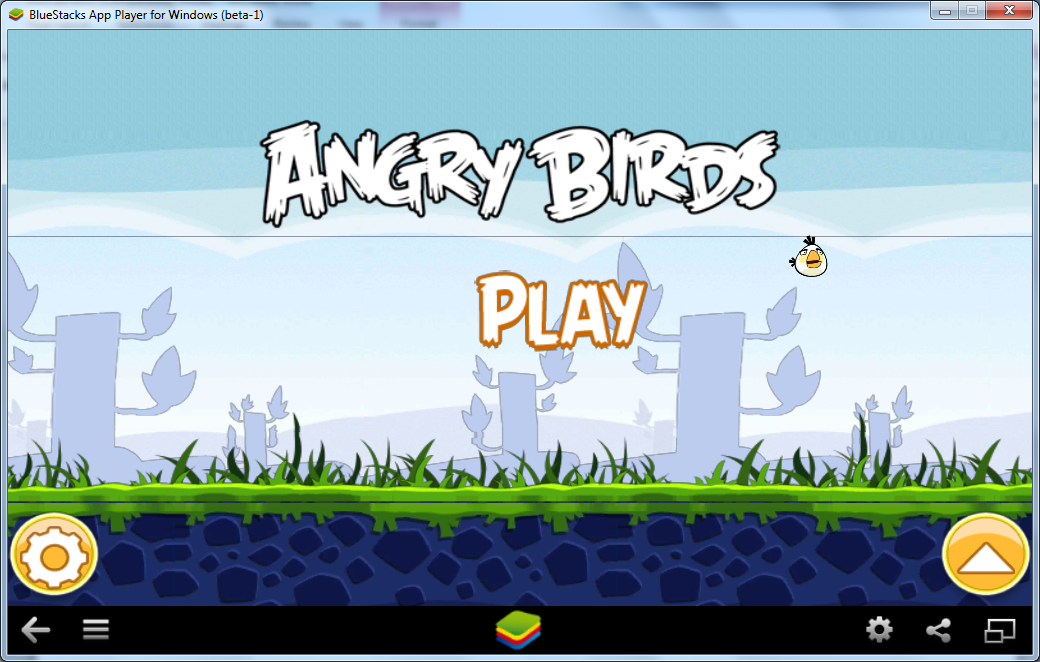 BlueStacks App Player for Windows (beta-1)
ANGRY BIRDS
PLAY